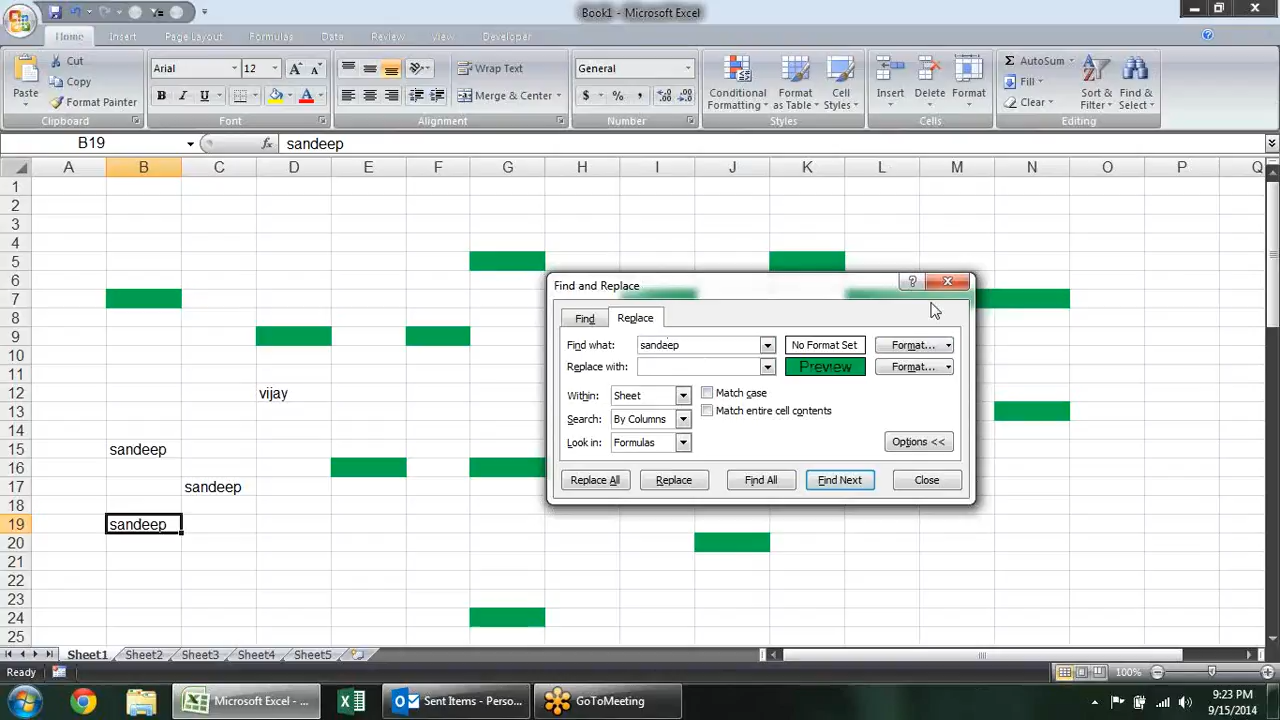 Book1 - Microsoft Excel
Home Insert Page Layout Formulas Data Review View Developer
Cut
Copy
Format Painter
Paste
Clipboard
Arial 12
B I U
Font
Wrap Text
Merge & Center
Alignment
General
$ % ,
Number
Conditional Formatting
Format as Table
Cell Styles
Styles
Insert Delete Format
Cells
Σ AutoSum
Fill
Clear
Sort & Filter
Find & Select
Editing
B19 fx sandeep
A B C D E F G H I J K L M N O P Q
1
2
3
4
5
6
7
8
9
10
11
12 vijay
13
14
15 sandeep
16
17 sandeep
18
19 sandeep
20
21
22
23
24
25
Find and Replace
Find Replace
Find what: sandaep No Format Set Format...
Replace with: Preview Format...
Within: Sheet Match case
Search: By Columns Match entire cell contents
Look in: Formulas Options <<
Replace All Replace Find All Find Next Close
Sheet1 Sheet2 Sheet3 Sheet4 Sheet5
Ready 100%
Microsoft Excel - ... Sent Items - Perso... GoToMeeting
9:23 PM
9/15/2014